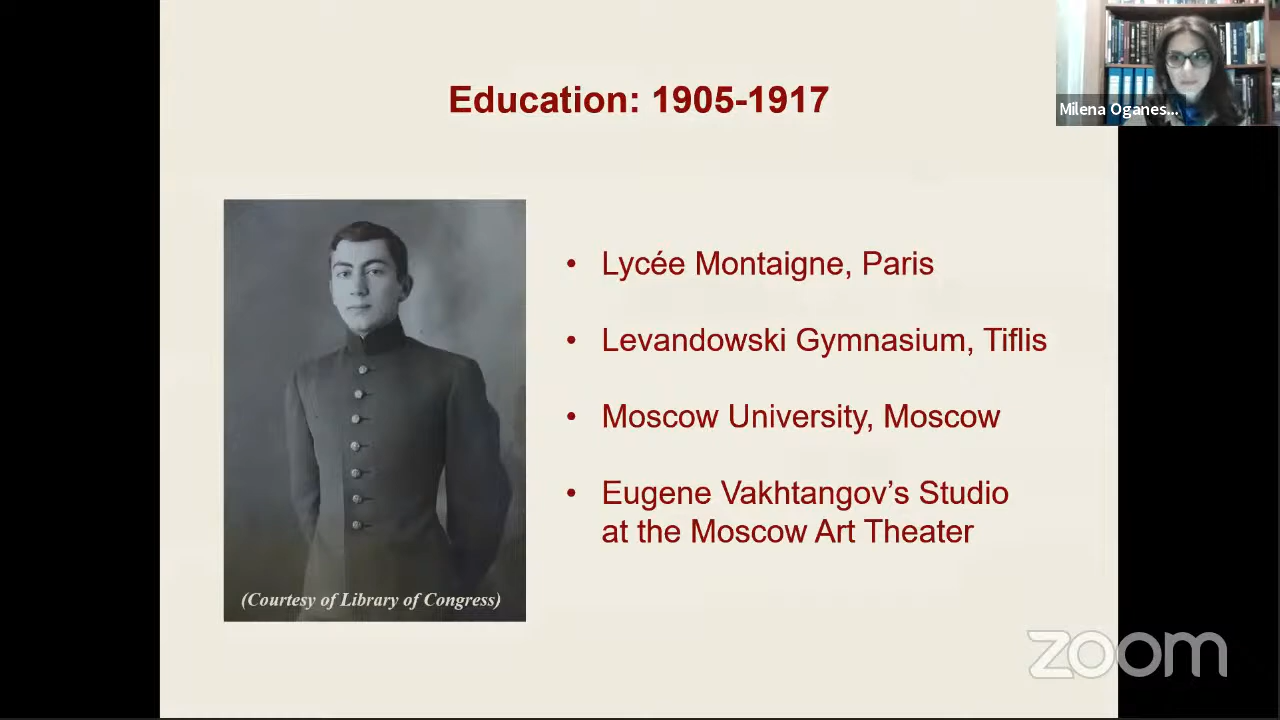 Education: 1905-1917
Milena Oganes...
• Lycée Montaigne, Paris
• Levandowski Gymnasium, Tiflis
• Moscow University, Moscow
• Eugene Vakhtangov’s Studio
at the Moscow Art Theater
(Courtesy of Library of Congress)
zoom